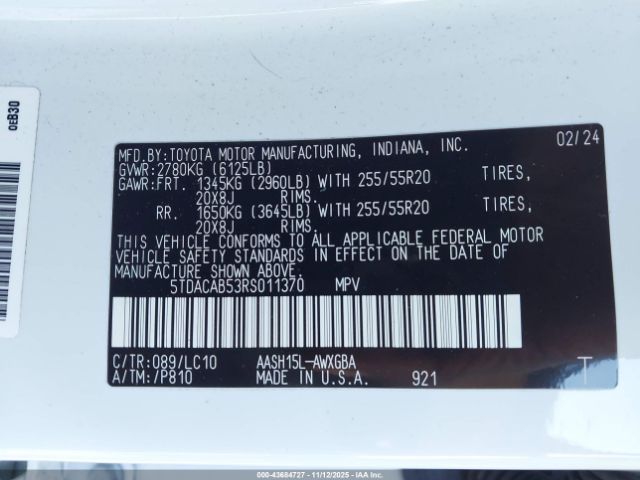 0EB30
MFD.BY:TOYOTA MOTOR MANUFACTURING, INDIANA, INC. 02/24
GVWR:2780KG (6125LB)
GAWR:FRT. 1345KG (2960LB) WITH 255/55R20 TIRES,
20X8J RIMS.
RR. 1650KG (3645LB) WITH 255/55R20 TIRES,
20X8J RIMS.
THIS VEHICLE CONFORMS TO ALL APPLICABLE FEDERAL MOTOR
VEHICLE SAFETY STANDARDS IN EFFECT ON THE DATE OF
MANUFACTURE SHOWN ABOVE.
5TDACAB53RS011370 MPV
C/TR:089/LC10 AASH15L-AWXGBA
A/TM:/P810 MADE IN U.S.A. 921 T
000-43684727 - 11/12/2025 - IAAI.COM